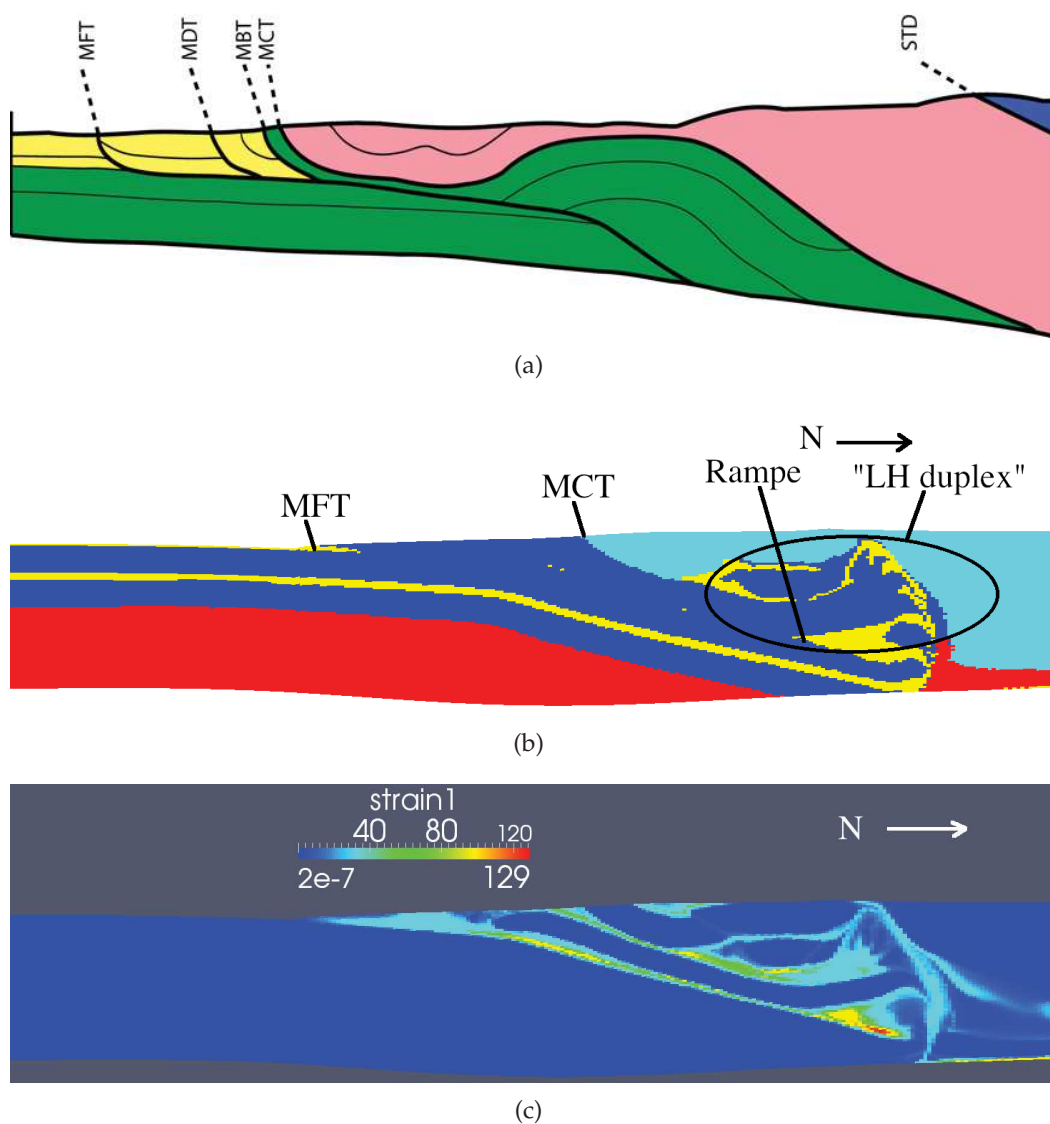 MFT
MDT
MBT
MCT
STD
(a)
N
Rampe
"LH duplex"
MCT
MFT
(b)
strain1
40 80 120
2e-7 129
N
(c)